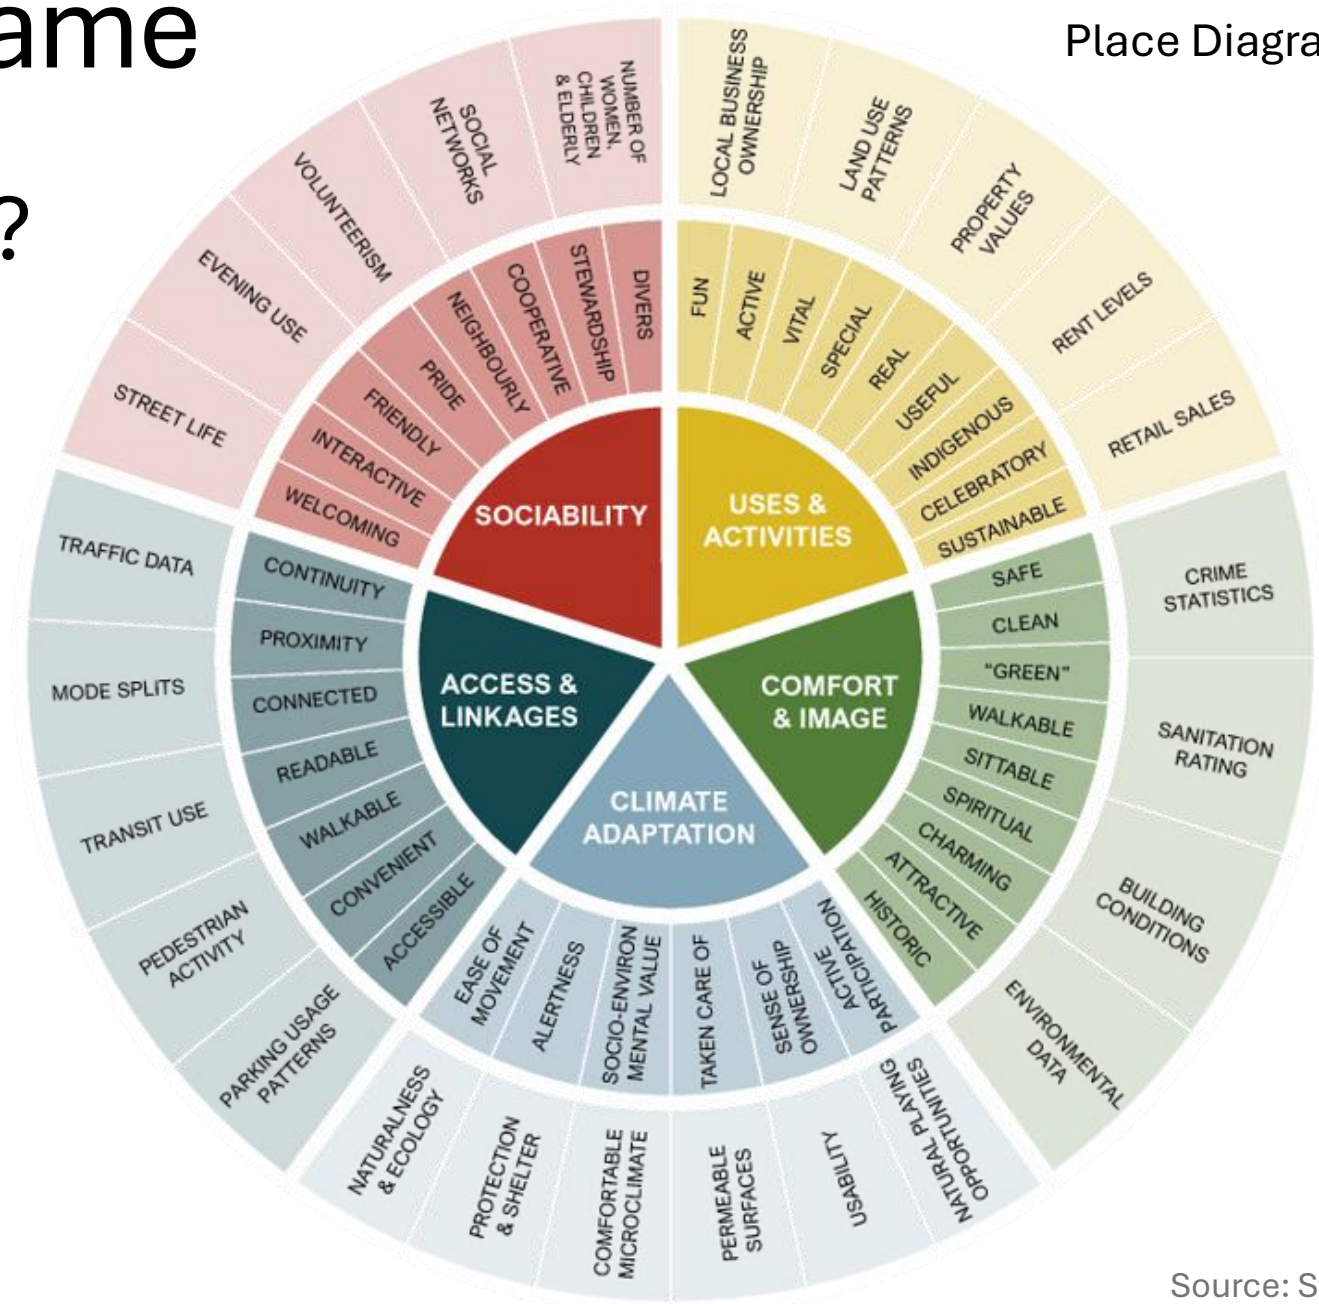 ame
?
Place Diagra
NUMBER OF
WOMEN,
CHILDREN
& ELDERLY
SOCIAL
NETWORKS
VOLUNTEERISM
EVENING USE
STREET LIFE
LOCAL BUSINESS
OWNERSHIP
LAND USE
PATTERNS
PROPERTY
VALUES
RENT LEVELS
RETAIL SALES
DIVERS
STEWARDSHIP
COOPERATIVE
NEIGHBOURLY
PRIDE
FRIENDLY
INTERACTIVE
WELCOMING
FUN
ACTIVE
VITAL
SPECIAL
REAL
USEFUL
INDIGENOUS
CELEBRATORY
SUSTAINABLE
SOCIABILITY
USES &
ACTIVITIES
ACCESS &
LINKAGES
COMFORT
& IMAGE
CLIMATE
ADAPTATION
CONTINUITY
PROXIMITY
CONNECTED
READABLE
WALKABLE
CONVENIENT
ACCESSIBLE
TRAFFIC DATA
MODE SPLITS
TRANSIT USE
PEDESTRIAN
ACTIVITY
PARKING USAGE
PATTERNS
SAFE
CLEAN
“GREEN”
WALKABLE
SITTABLE
SPIRITUAL
CHARMING
ATTRACTIVE
HISTORIC
CRIME
STATISTICS
SANITATION
RATING
BUILDING
CONDITIONS
ENVIRONMENTAL
DATA
EASE OF
MOVEMENT
ALERTNESS
SOCIO-ENVIRON
MENTAL VALUE
TAKEN CARE OF
SENSE OF
OWNERSHIP
ACTIVE
PARTICIPATION
NATURALNESS
& ECOLOGY
PROTECTION
& SHELTER
COMFORTABLE
MICROCLIMATE
PERMEABLE
SURFACES
USABILITY
NATURAL PLAYING
OPPORTUNITIES
Source: S